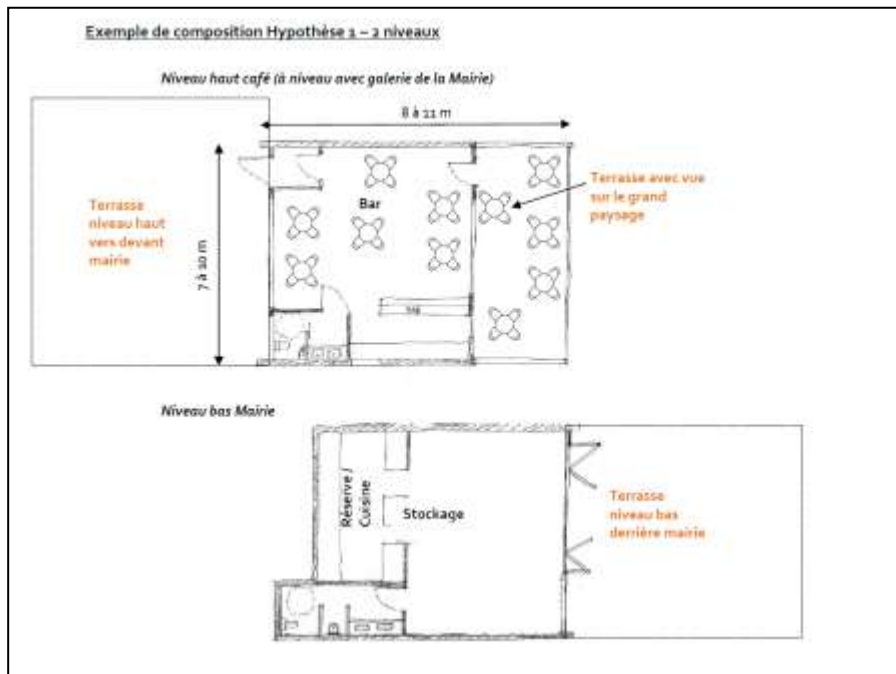 Exemple de composition Hypothèse 1 – 2 niveaux
Niveau haut café (à niveau avec galerie de la Mairie)
8 à 11 m
Terrasse
niveau haut
vers devant
mairie
7 à 10 m
Bar
Terrasse avec vue
sur le grand
paysage
Niveau bas Mairie
Réserve /
Cuisine
Stockage
Terrasse
niveau bas
derrière mairie